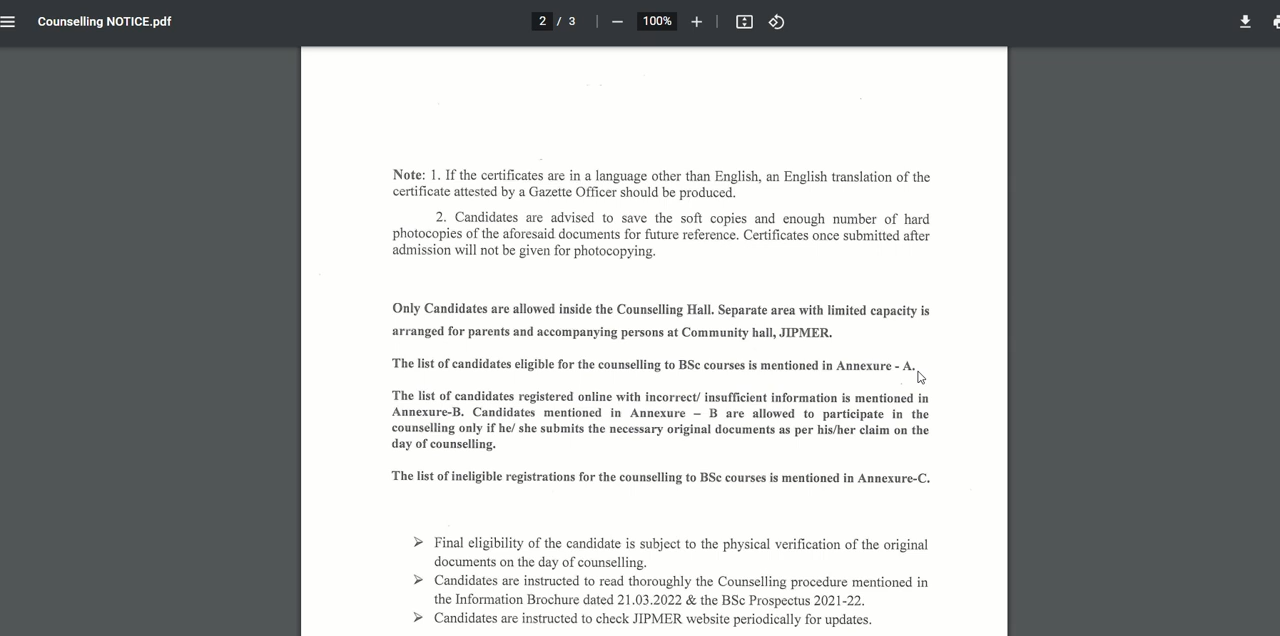 Counselling NOTICE.pdf
2 / 3
100%
Note: 1. If the certificates are in a language other than English, an English translation of the
certificate attested by a Gazette Officer should be produced.
2. Candidates are advised to save the soft copies and enough number of hard
photocopies of the aforesaid documents for future reference. Certificates once submitted after
admission will not be given for photocopying.
Only Candidates are allowed inside the Counselling Hall. Separate area with limited capacity is
arranged for parents and accompanying persons at Community hall, JIPMER.
The list of candidates eligible for the counselling to BSc courses is mentioned in Annexure - A.
The list of candidates registered online with incorrect/ insufficient information is mentioned in
Annexure-B. Candidates mentioned in Annexure – B are allowed to participate in the
counselling only if he/ she submits the necessary original documents as per his/her claim on the
day of counselling.
The list of ineligible registrations for the counselling to BSc courses is mentioned in Annexure-C.
➢ Final eligibility of the candidate is subject to the physical verification of the original
documents on the day of counselling.
➢ Candidates are instructed to read thoroughly the Counselling procedure mentioned in
the Information Brochure dated 21.03.2022 & the BSc Prospectus 2021-22.
➢ Candidates are instructed to check JIPMER website periodically for updates.